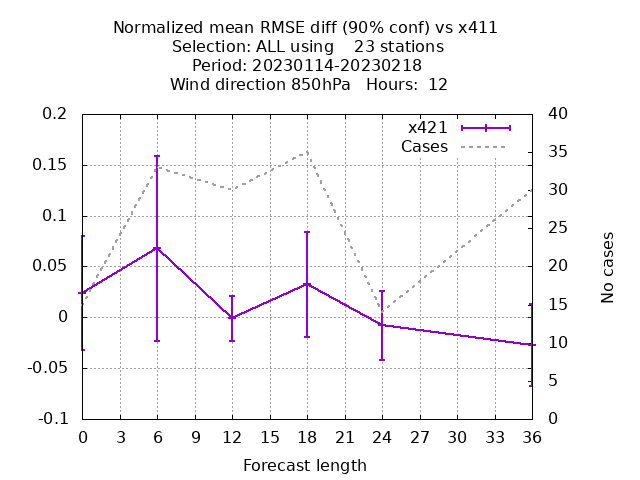 Normalized mean RMSE diff (90% conf) vs x411
Selection: ALL using    23 stations
Period: 20230114-20230218
Wind direction 850hPa   Hours:  12
x421
Cases
0.2
0.15
0.1
0.05
0
-0.05
-0.1
40
35
30
25
20
15
10
5
0
No cases
0 3 6 9 12 15 18 21 24 27 30 33 36
Forecast length